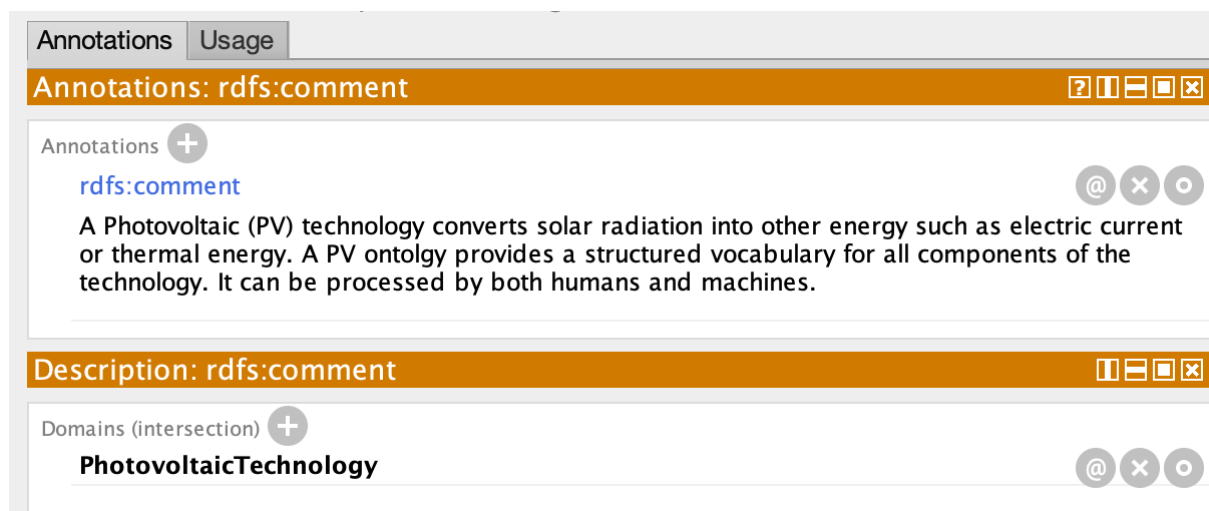 Annotations Usage
Annotations: rdfs:comment
Annotations
rdfs:comment
A Photovoltaic (PV) technology converts solar radiation into other energy such as electric current
or thermal energy. A PV ontolgy provides a structured vocabulary for all components of the
technology. It can be processed by both humans and machines.
Description: rdfs:comment
Domains (intersection)
PhotovoltaicTechnology